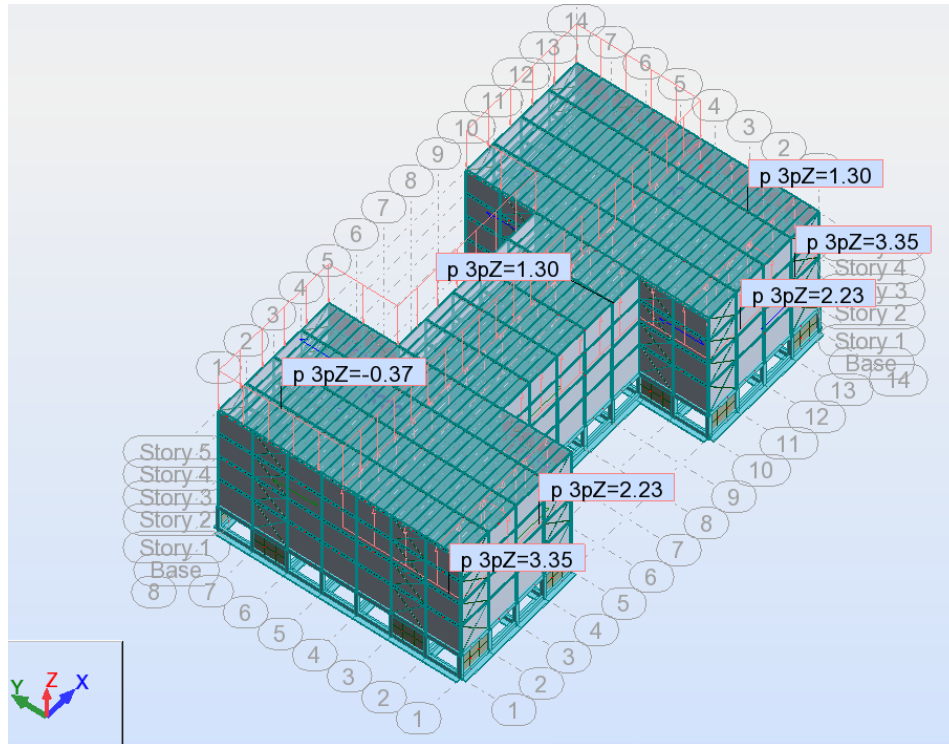 14
7
13
6
12
5
11
4
10
3
9
2
8
p 3pZ=1.30
7
6
p 3pZ=3.35
5
p 3pZ=1.30
Story 4
4
p 3pZ=2.23
3
Story 2
3
2
Story 1
Base
1
p 3pZ=-0.37
14
13
12
11
Story 5
10
Story 4
p 3pZ=2.23
Story 3
9
Story 2
8
Story 1
7
p 3pZ=3.35
Base
6
8
7
5
6
4
5
3
4
2
3
1
2
1
Z
Y
X